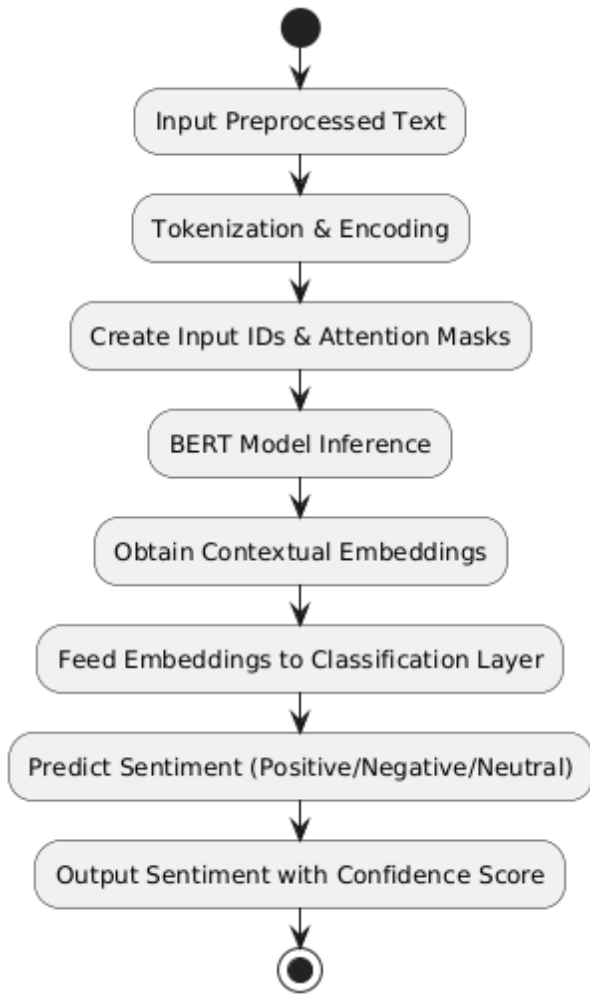 Input Preprocessed Text
Tokenization & Encoding
Create Input IDs & Attention Masks
BERT Model Inference
Obtain Contextual Embeddings
Feed Embeddings to Classification Layer
Predict Sentiment (Positive/Negative/Neutral)
Output Sentiment with Confidence Score